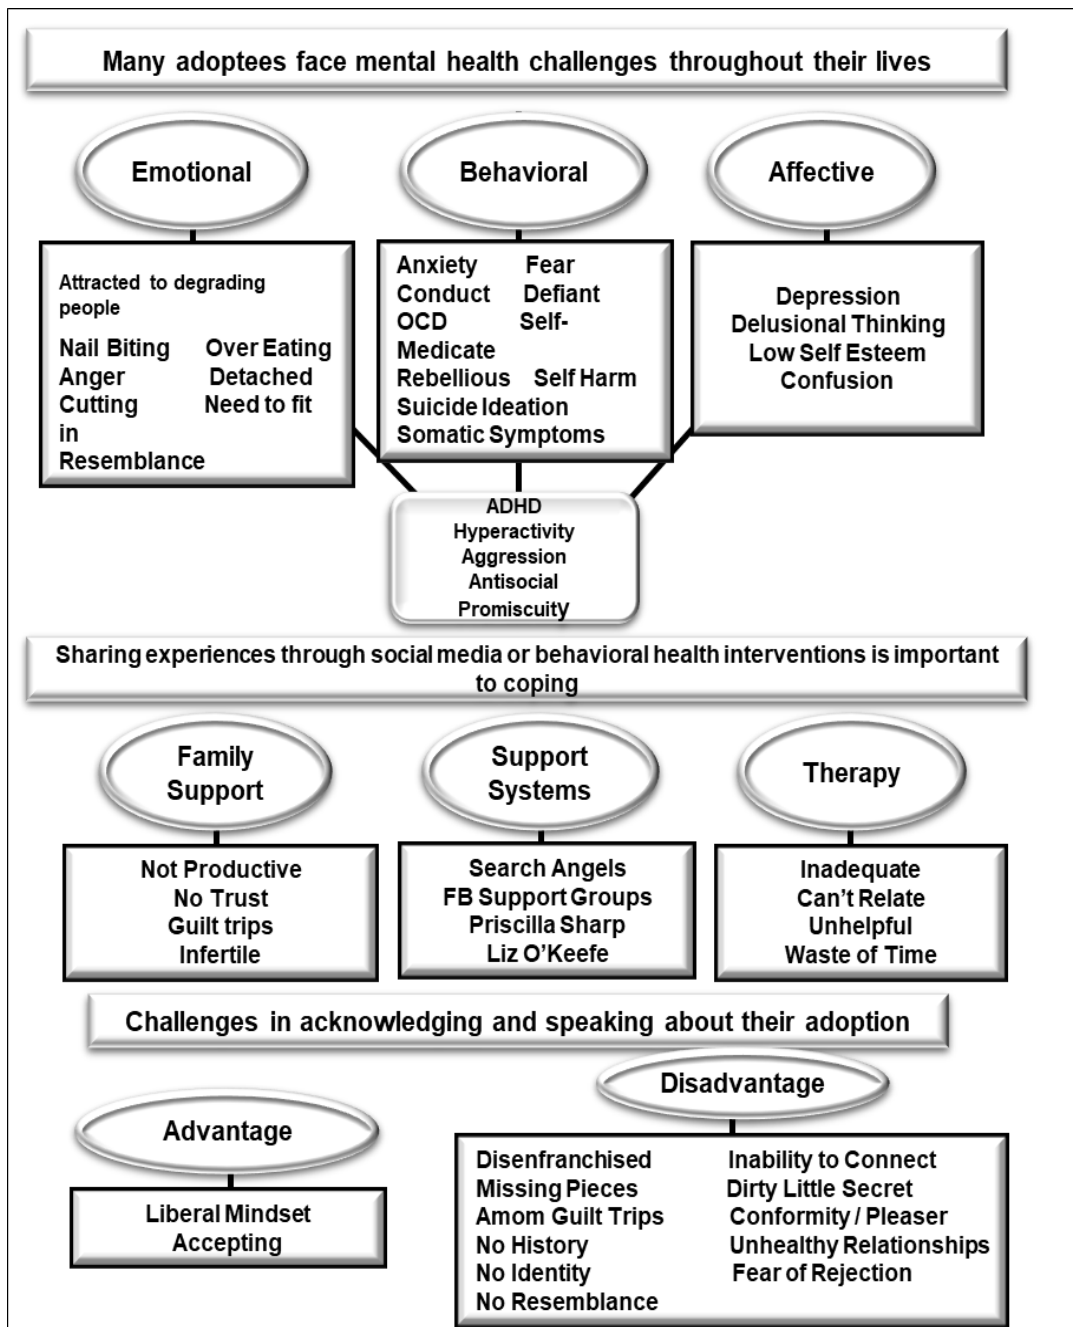 Many adoptees face mental health challenges throughout their lives
Emotional
Behavioral
Affective
Attracted to degrading
people
Nail Biting Over Eating
Anger Detached
Cutting Need to fit
in
Resemblance
Anxiety Fear
Conduct Defiant
OCD Self-
Medicate
Rebellious Self Harm
Suicide Ideation
Somatic Symptoms
Depression
Delusional Thinking
Low Self Esteem
Confusion
ADHD
Hyperactivity
Aggression
Antisocial
Promiscuity
Sharing experiences through social media or behavioral health interventions is important
to coping
Family
Support
Support
Systems
Therapy
Not Productive
No Trust
Guilt trips
Infertile
Search Angels
FB Support Groups
Priscilla Sharp
Liz O'Keefe
Inadequate
Can't Relate
Unhelpful
Waste of Time
Challenges in acknowledging and speaking about their adoption
Advantage
Disadvantage
Liberal Mindset
Accepting
Disenfranchised Inability to Connect
Missing Pieces Dirty Little Secret
Amom Guilt Trips Conformity / Pleaser
No History Unhealthy Relationships
No Identity Fear of Rejection
No Resemblance